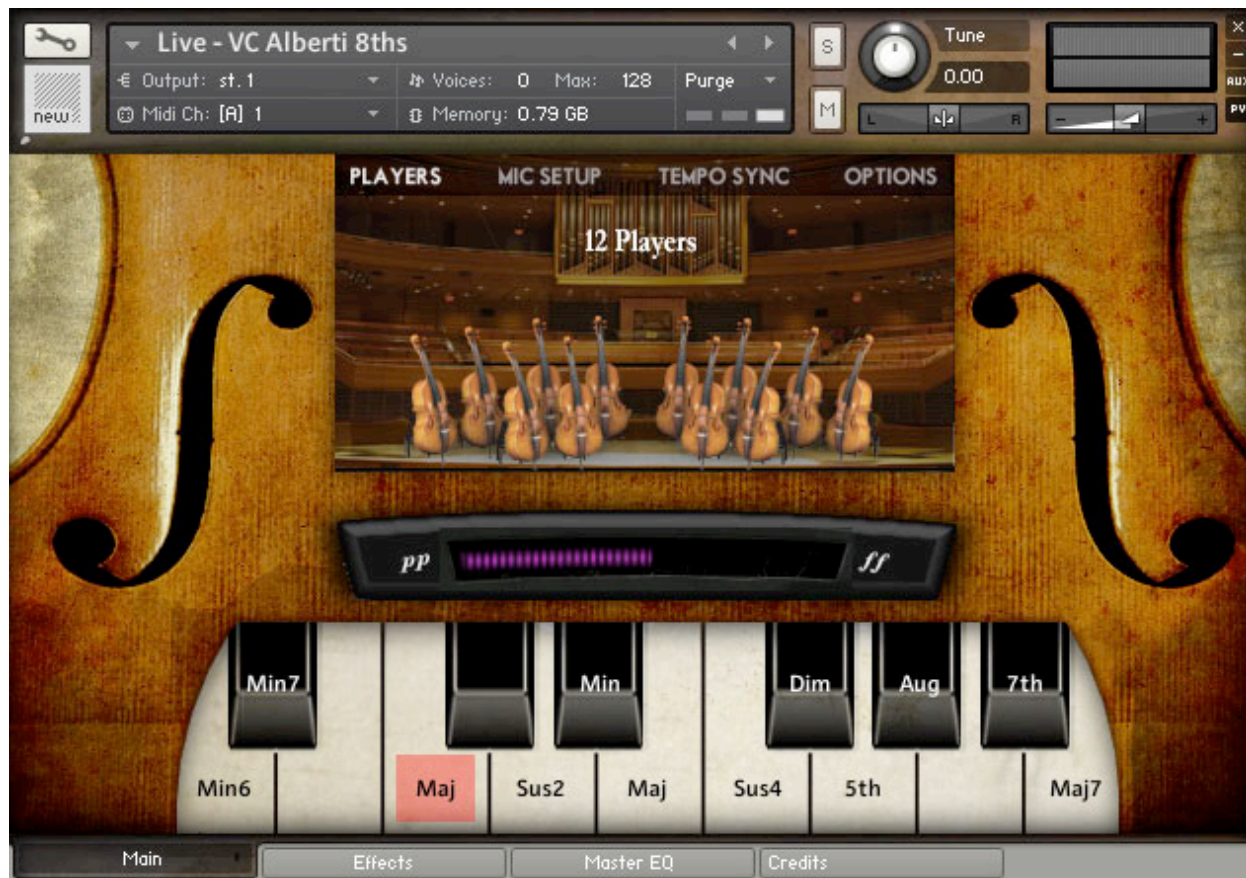 Live - VC Alberti 8ths
Output: st. 1
Voices: 0 Max: 128
Purge
new
Midi Ch: [A] 1
Memory: 0.79 GB
S
M
Tune
0.00
L
R
-
+
×
-
AUX
PV
PLAYERS MIC SETUP TEMPO SYNC OPTIONS
12 Players
pp
ff
Min7 Min Dim Aug 7th
Min6 Maj Sus2 Maj Sus4 5th Maj7
Main Effects Master EQ Credits